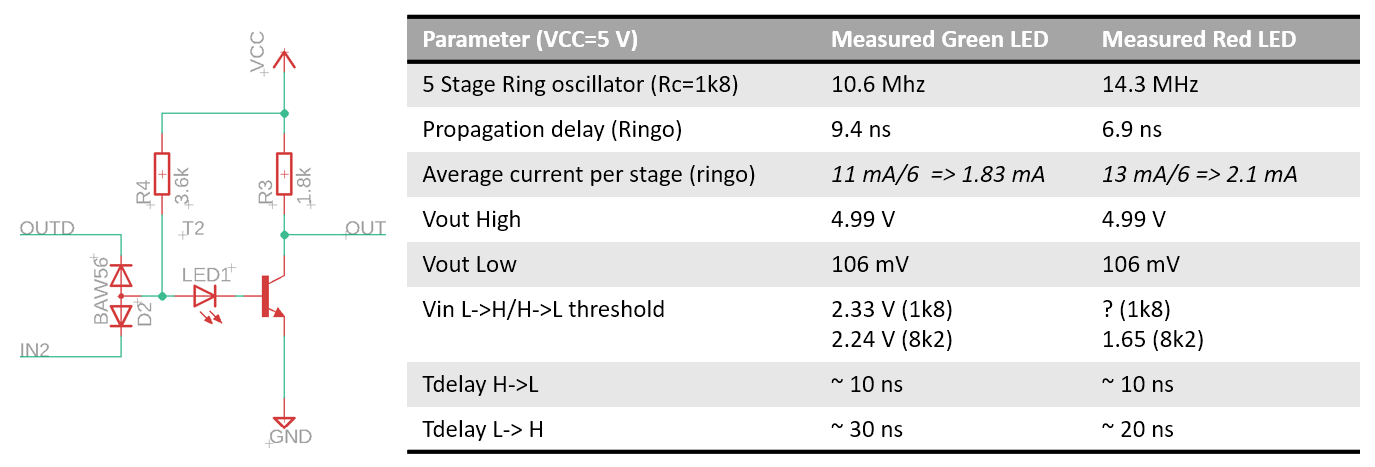 VCC
R4
3.6k
R3
1.8k
OUTD
T2
OUT
BAW56
D2
LED1
IN2
GND
Parameter (VCC=5 V) Measured Green LED Measured Red LED
5 Stage Ring oscillator (Rc=1k8) 10.6 Mhz 14.3 MHz
Propagation delay (Ringo) 9.4 ns 6.9 ns
Average current per stage (ringo) 11 mA/6 => 1.83 mA 13 mA/6 => 2.1 mA
Vout High 4.99 V 4.99 V
Vout Low 106 mV 106 mV
Vin L->H/H->L threshold 2.33 V (1k8) ? (1k8)
2.24 V (8k2) 1.65 (8k2)
Tdelay H->L ~ 10 ns ~ 10 ns
Tdelay L-> H ~ 30 ns ~ 20 ns